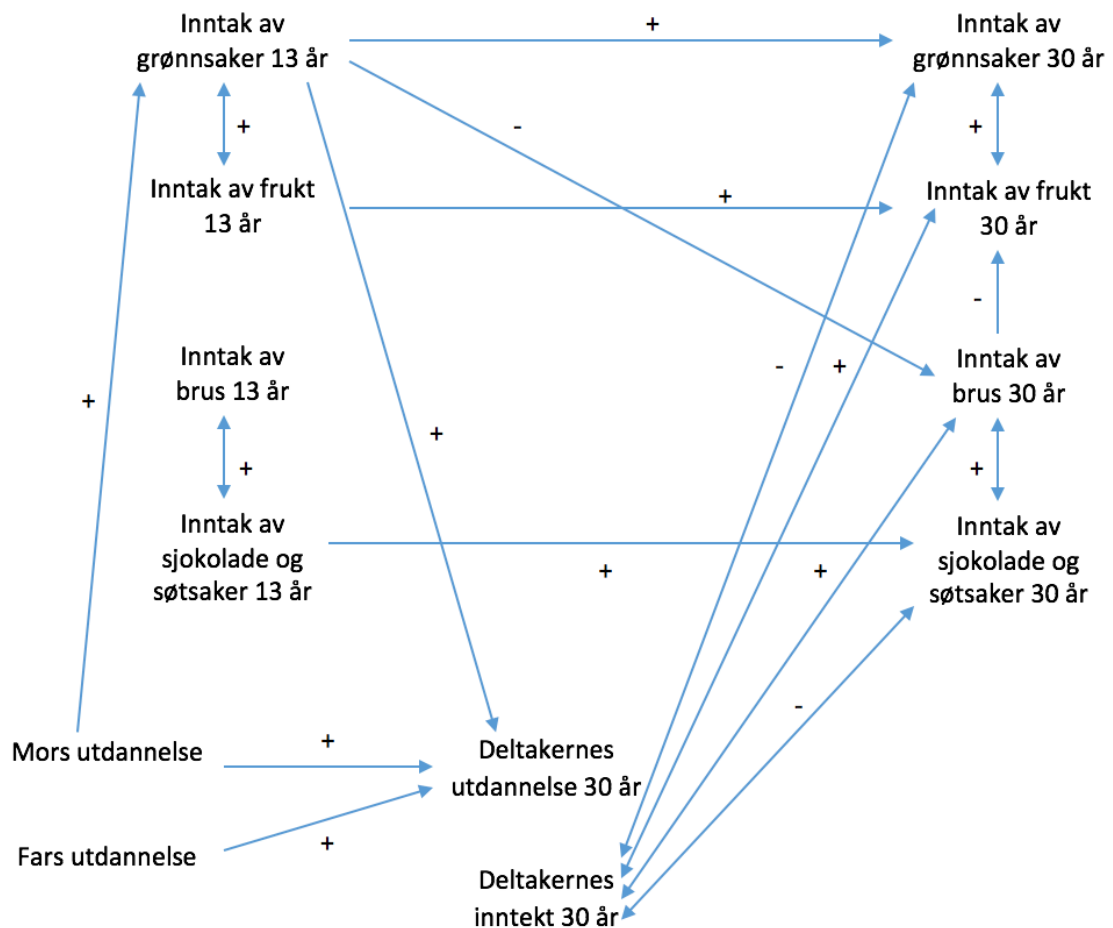 Inntak av
grønnsaker 13 år
+
Inntak av
grønnsaker 30 år
+
-
+
Inntak av frukt
13 år
+
Inntak av frukt
30 år
-
Inntak av
brus 13 år
-
+
Inntak av
brus 30 år
+
+
+
+
Inntak av
sjokolade og
søtsaker 13 år
+
+
Inntak av
sjokolade og
søtsaker 30 år
-
Mors utdannelse
+
Deltakernes
utdannelse 30 år
Fars utdannelse
+
Deltakernes
inntekt 30 år